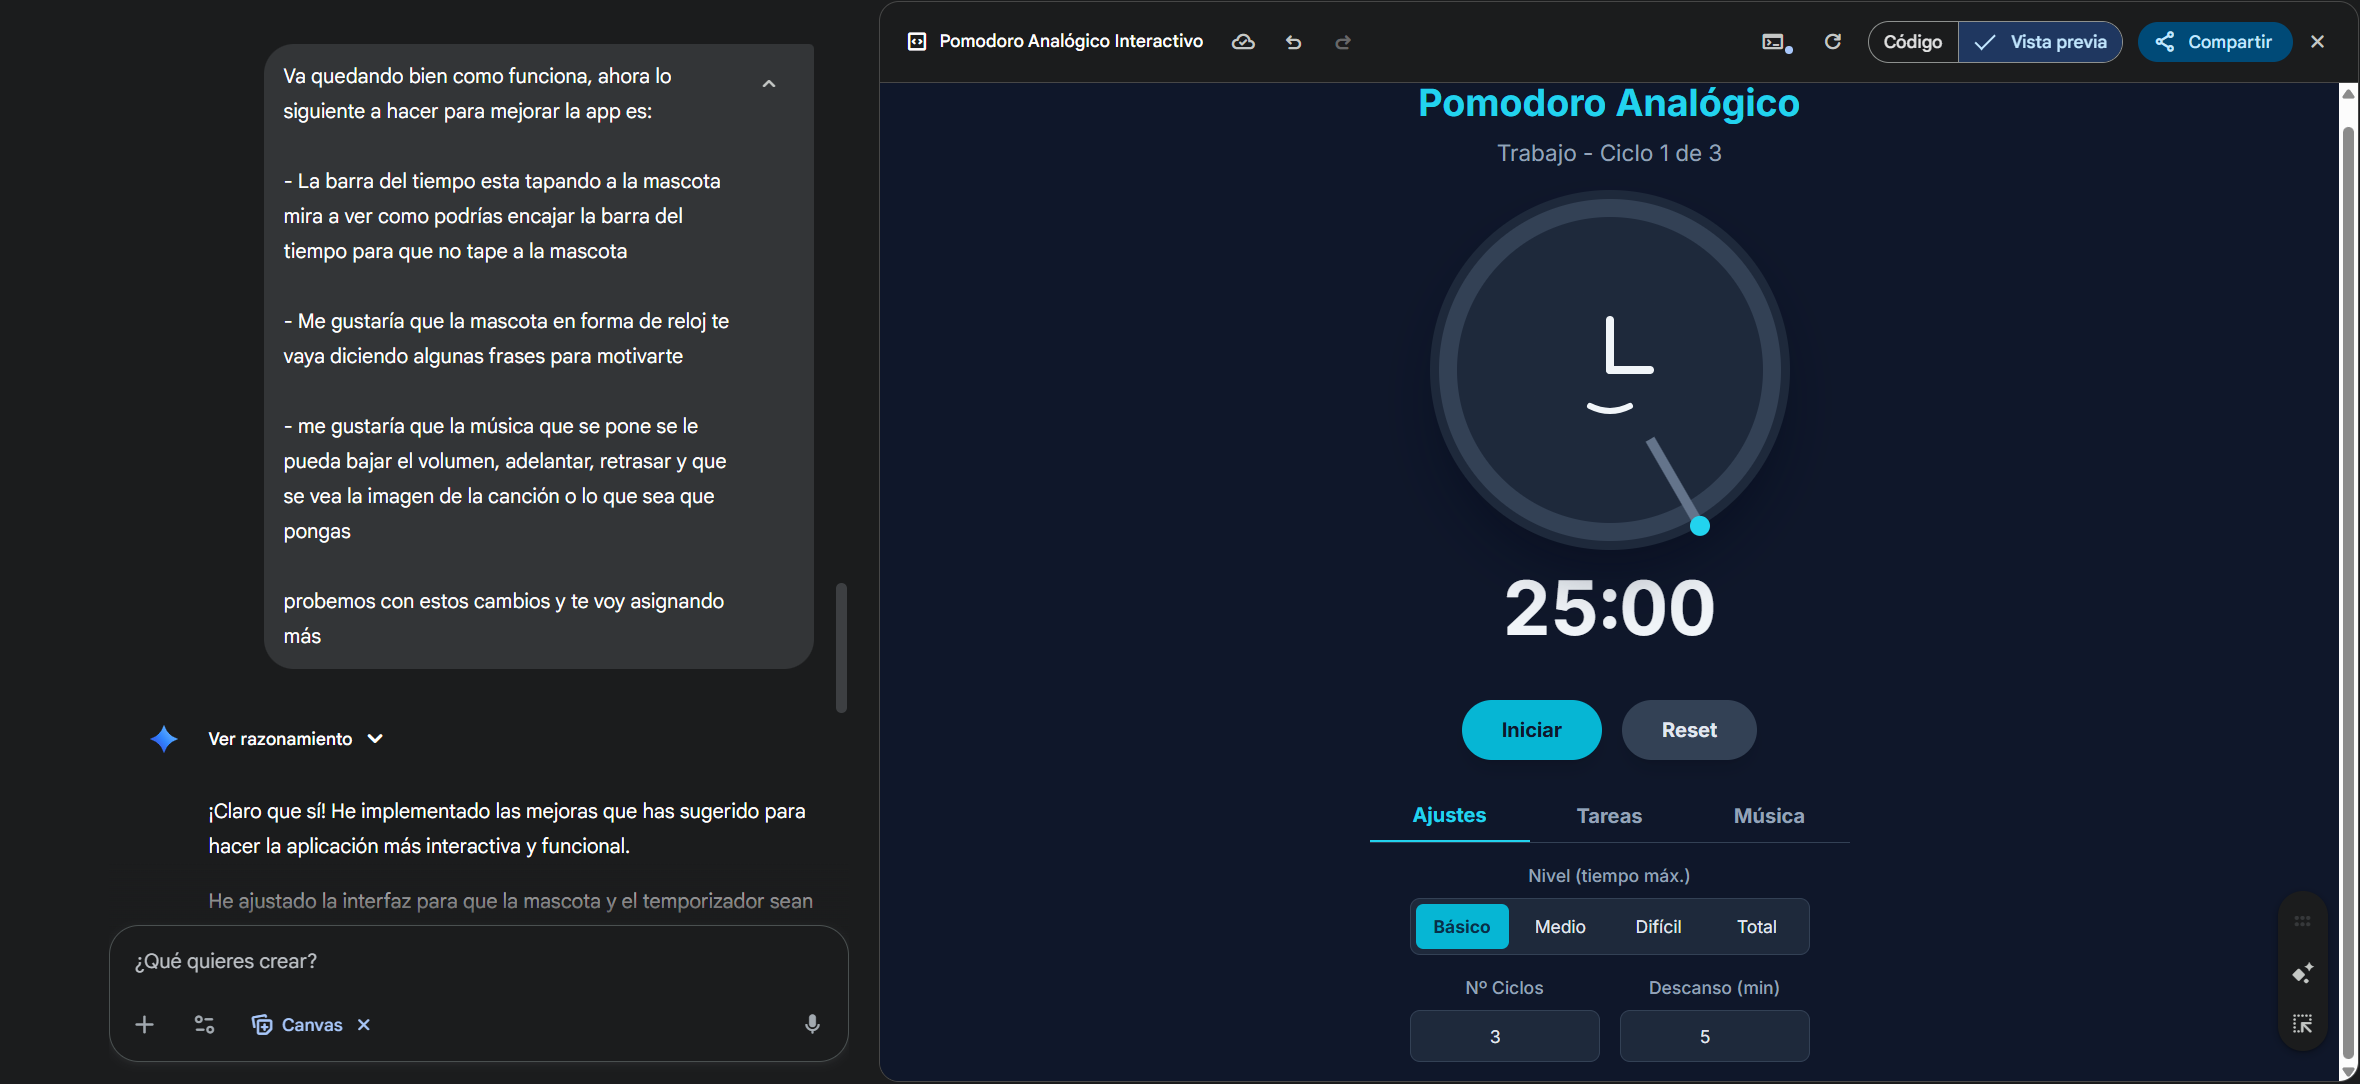 Va quedando bien como funciona, ahora lo
siguiente a hacer para mejorar la app es:
- La barra del tiempo esta tapando a la mascota
mira a ver como podrías encajar la barra del
tiempo para que no tape a la mascota
- Me gustaría que la mascota en forma de reloj te
vaya diciendo algunas frases para motivarte
- me gustaría que la música que se pone se le
pueda bajar el volumen, adelantar, retrasar y que
se vea la imagen de la canción o lo que sea que
pongas
probemos con estos cambios y te voy asignando
más
Ver razonamiento
¡Claro que sí! He implementado las mejoras que has sugerido para
hacer la aplicación más interactiva y funcional.
He ajustado la interfaz para que la mascota y el temporizador sean
¿Qué quieres crear?
Canvas
Pomodoro Analógico Interactivo
Código
Vista previa
Compartir
Pomodoro Analógico
Trabajo - Ciclo 1 de 3
25:00
Iniciar
Reset
Ajustes
Tareas
Música
Nivel (tiempo máx.)
Básico
Medio
Difícil
Total
Nº Ciclos
Descanso (min)
3
5